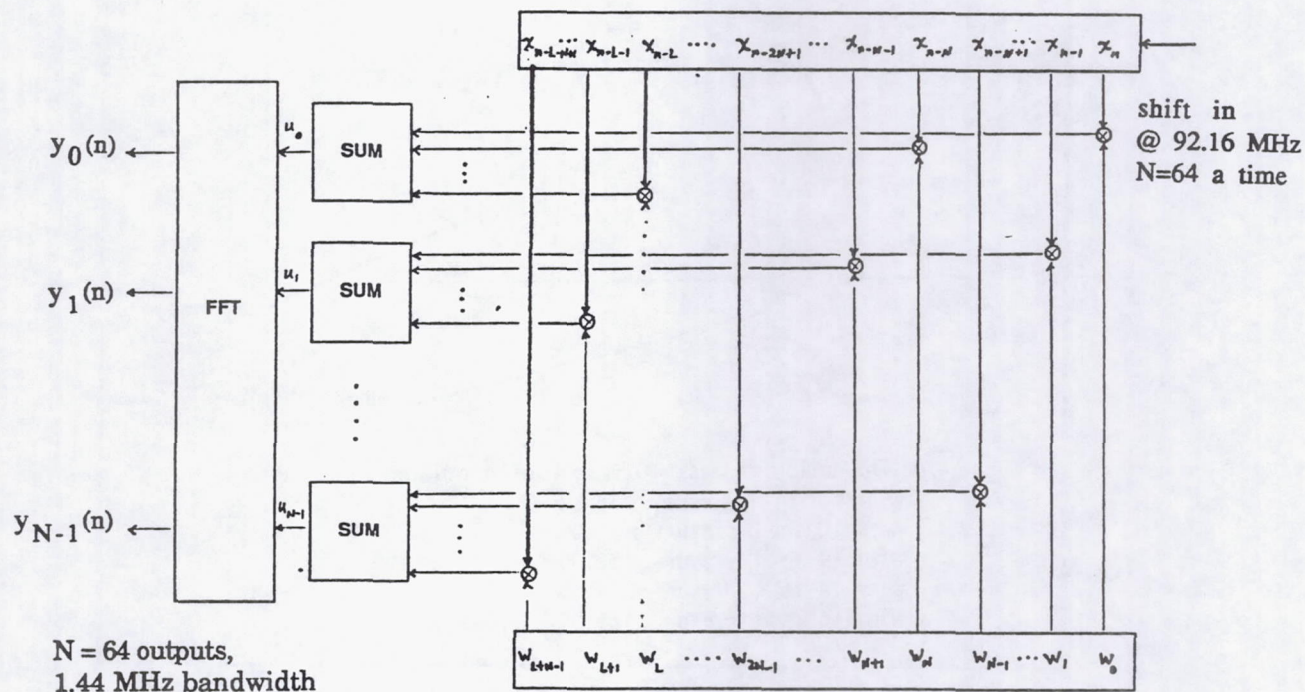 x_{n-L-N+1} ··· x_{n-L-1} x_{n-L} ···· x_{n-2N+1} ··· x_{n-N-1} x_{n-N} x_{n-N+1} ··· x_{n-1} x_n
shift in
@ 92.16 MHz
N=64 a time
y_0(n)
u_0
SUM
y_1(n)
u_1
SUM
FFT
y_{N-1}(n)
u_{N-1}
SUM
W_{L+N-1} W_{L+1} W_L ····· W_{2N-1} ··· W_{N+1} W_N W_{N-1} ··· W_1 W_0
N = 64 outputs,
1.44 MHz bandwidth